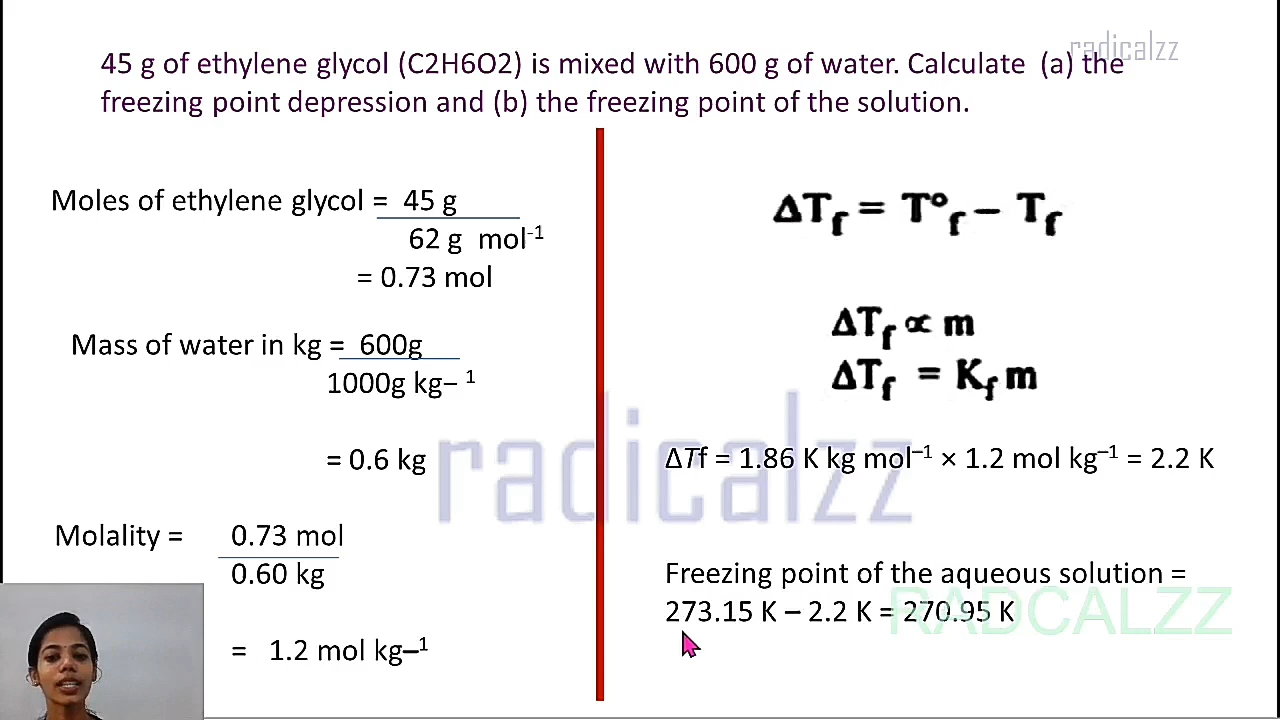 radicalzz
45 g of ethylene glycol (C2H6O2) is mixed with 600 g of water. Calculate (a) the
freezing point depression and (b) the freezing point of the solution.
Moles of ethylene glycol = 45 g
62 g mol-1
= 0.73 mol
Mass of water in kg = 600g
1000g kg– 1
= 0.6 kg
Molality = 0.73 mol
0.60 kg
= 1.2 mol kg–1
ΔTf = T°f – Tf
ΔTf ∝ m
ΔTf = Kf m
ΔTf = 1.86 K kg mol–1 × 1.2 mol kg–1 = 2.2 K
Freezing point of the aqueous solution =
273.15 K – 2.2 K = 270.95 K
radicalzz
RADCALZZ